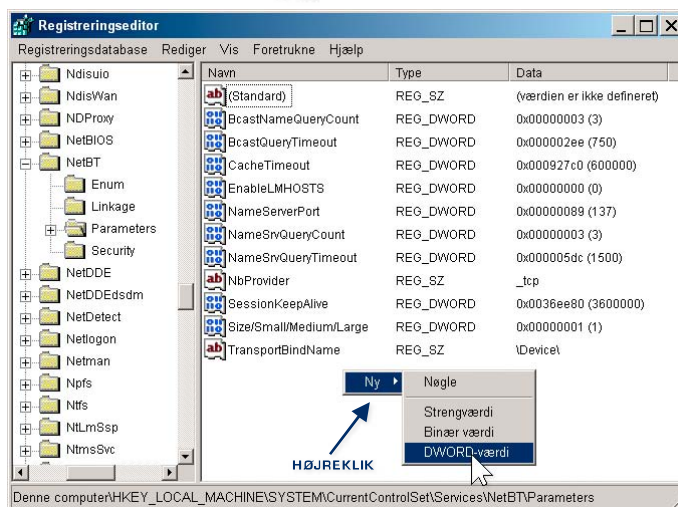 Registreringseditor
Registreringsdatabase Rediger Vis Foretrukne Hjælp
Ndisuio
NdisWan
NDProxy
NetBIOS
NetBT
Enum
Linkage
Parameters
Security
NetDDE
NetDDEdsdm
NetDetect
Netlogon
Netman
Npfs
Ntfs
NtLmSsp
NtmsSvc
Navn Type Data
(Standard) REG_SZ (værdien er ikke defineret)
BcastNameQueryCount REG_DWORD 0x00000003 (3)
BcastQueryTimeout REG_DWORD 0x000002ee (750)
CacheTimeout REG_DWORD 0x000927c0 (600000)
EnableLMHOSTS REG_DWORD 0x00000000 (0)
NameServerPort REG_DWORD 0x00000089 (137)
NameSrvQueryCount REG_DWORD 0x00000003 (3)
NameSrvQueryTimeout REG_DWORD 0x000005dc (1500)
NbProvider REG_SZ _tcp
SessionKeepAlive REG_DWORD 0x0036ee80 (3600000)
Size/Small/Medium/Large REG_DWORD 0x00000001 (1)
TransportBindName REG_SZ \Device\
Ny
Nøgle
Strengværdi
Binær værdi
DWORD-værdi
HØJREKLIK
Denne computer\HKEY_LOCAL_MACHINE\SYSTEM\CurrentControlSet\Services\NetBT\Parameters